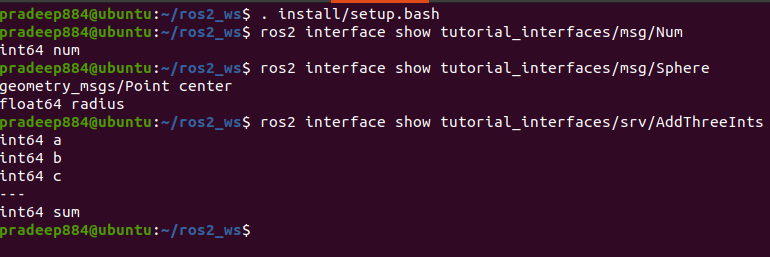 pradeep884@ubuntu:~/ros2_ws$ . install/setup.bash
pradeep884@ubuntu:~/ros2_ws$ ros2 interface show tutorial_interfaces/msg/Num
int64 num
pradeep884@ubuntu:~/ros2_ws$ ros2 interface show tutorial_interfaces/msg/Sphere
geometry_msgs/Point center
float64 radius
pradeep884@ubuntu:~/ros2_ws$ ros2 interface show tutorial_interfaces/srv/AddThreeInts
int64 a
int64 b
int64 c
---
int64 sum
pradeep884@ubuntu:~/ros2_ws$